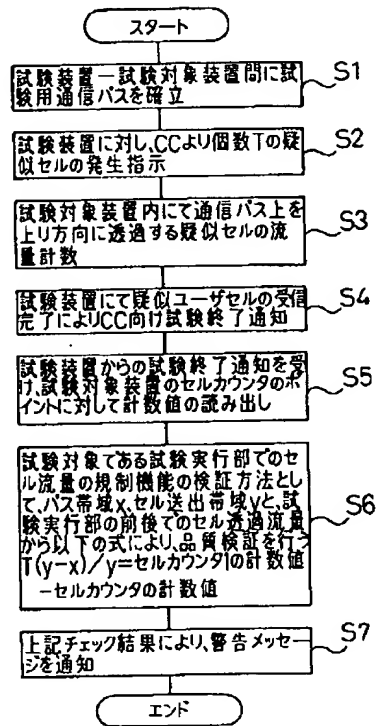 スタート
試験装置−試験対象装置間に試
験用通信パスを確立
S1
試験装置に対し、CCより個数Tの疑
似セルの発生指示
S2
試験対象装置内にて通信パス上を
上り方向に透過する疑似セルの流
量計数
S3
試験装置にて疑似ユーザセルの受信
完了によりCC向け試験終了通知
S4
試験装置からの試験終了通知を受
け、試験対象装置のセルカウンタのポ
イントに対して計数値の読み出し
S5
試験対象である試験実行部でのセ
ル流量の規制機能の検証方法とし
て、パス帯域x、セル送出帯域yと、試
験実行部の前後でのセル透過流量
から以下の式により、品質検証を行う
T(y-x)/y=セルカウンタ1の計数値
-セルカウンタの計数値
S6
上記チェック結果により、警告メッセー
ジを通知
S7
エンド